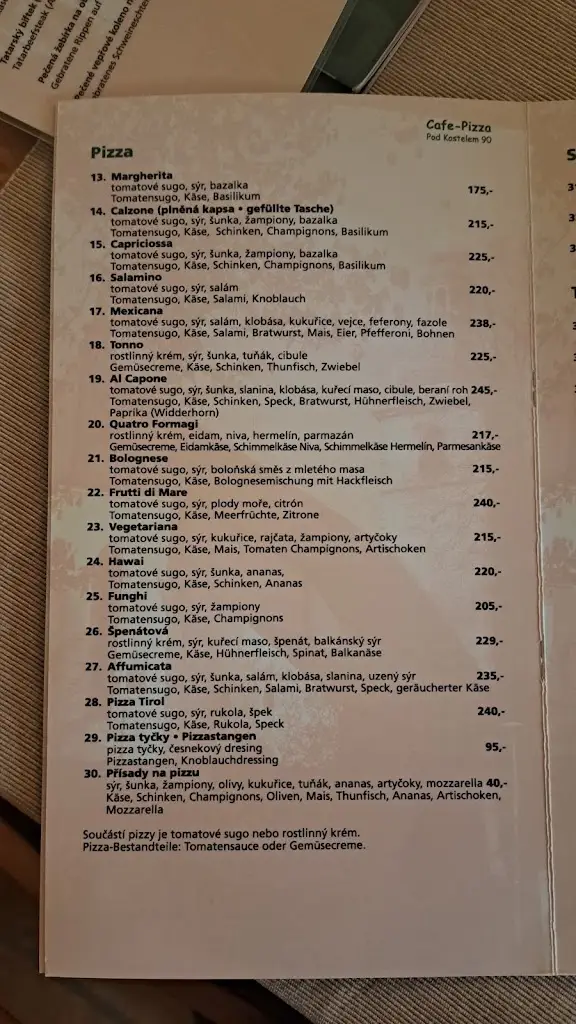 Tatarský biftek
Tatarbeefsteak
Pečená žebírka na
Gebratene Rippen auf
Pečené vepřové koleno
Cafe-Pizza
Pod Kostelem 90
Pizza
13. Margherita
tomatové sugo, sýr, bazalka 175,-
Tomatensugo, Käse, Basilikum
14. Calzone (plněná kapsa • gefüllte Tasche)
tomatové sugo, sýr, šunka, žampiony, bazalka 215,-
Tomatensugo, Käse, Schinken, Champignons, Basilikum
15. Capriciossa
tomatové sugo, sýr, šunka, žampiony, bazalka 225,-
Tomatensugo, Käse, Schinken, Champignons, Basilikum
16. Salamino
tomatové sugo, sýr, salám 220,-
Tomatensugo, Käse, Salami, Knoblauch
17. Mexicana
tomatové sugo, sýr, salám, klobása, kukuřice, vejce, feferony, fazole 238,-
Tomatensugo, Käse, Salami, Bratwurst, Mais, Eier, Pfefferoni, Bohnen
18. Tonno
rostlinný krém, sýr, šunka, tuňák, cibule 225,-
Gemüsecreme, Käse, Schinken, Thunfisch, Zwiebel
19. Al Capone
tomatové sugo, sýr, šunka, slanina, klobása, kuřecí maso, cibule, beraní roh 245,-
Tomatensugo, Käse, Schinken, Speck, Bratwurst, Hühnerfleisch, Zwiebel,
Paprika (Widderhorn)
20. Quatro Formagi
rostlinný krém, eidam, niva, hermelín, parmazán 217,-
Gemüsecreme, Eidamkäse, Schimmelkäse Niva, Schimmelkäse Hermelín, Parmesankäse
21. Bolognese
tomatové sugo, sýr, boloňská směs z mletého masa 215,-
Tomatensugo, Käse, Bolognesemischung mit Hackfleisch
22. Frutti di Mare
tomatové sugo, sýr, plody moře, citrón 240,-
Tomatensugo, Käse, Meerfrüchte, Zitrone
23. Vegetariana
tomatové sugo, sýr, kukuřice, rajčata, žampiony, artyčoky 215,-
Tomatensugo, Käse, Mais, Tomaten Champignons, Artischoken
24. Hawai
tomatové sugo, sýr, šunka, ananas, 220,-
Tomatensugo, Käse, Schinken, Ananas
25. Funghi
tomatové sugo, sýr, žampiony 205,-
Tomatensugo, Käse, Champignons
26. Špenátová
rostlinný krém, sýr, kuřecí maso, špenát, balkánský sýr 229,-
Gemüsecreme, Käse, Hühnerfleisch, Spinat, Balkanäse
27. Affumicata
tomatové sugo, sýr, šunka, salám, klobása, slanina, uzený sýr 235,-
Tomatensugo, Käse, Schinken, Salami, Bratwurst, Speck, geräucherter Käse
28. Pizza Tirol
tomatové sugo, sýr, rukola, špek 240,-
Tomatensugo, Käse, Rukola, Speck
29. Pizza tyčky • Pizzastangen
pizza tyčky, česnekový dresing 95,-
Pizzastangen, Knoblauchdressing
30. Přísady na pizzu
sýr, šunka, žampiony, olivy, kukuřice, tuňák, ananas, artyčoky, mozzarella 40,-
Käse, Schinken, Champignons, Oliven, Mais, Thunfisch, Ananas, Artischoken,
Mozzarella
Součástí pizzy je tomatové sugo nebo rostlinný krém.
Pizza-Bestandteile: Tomatensauce oder Gemüsecreme.